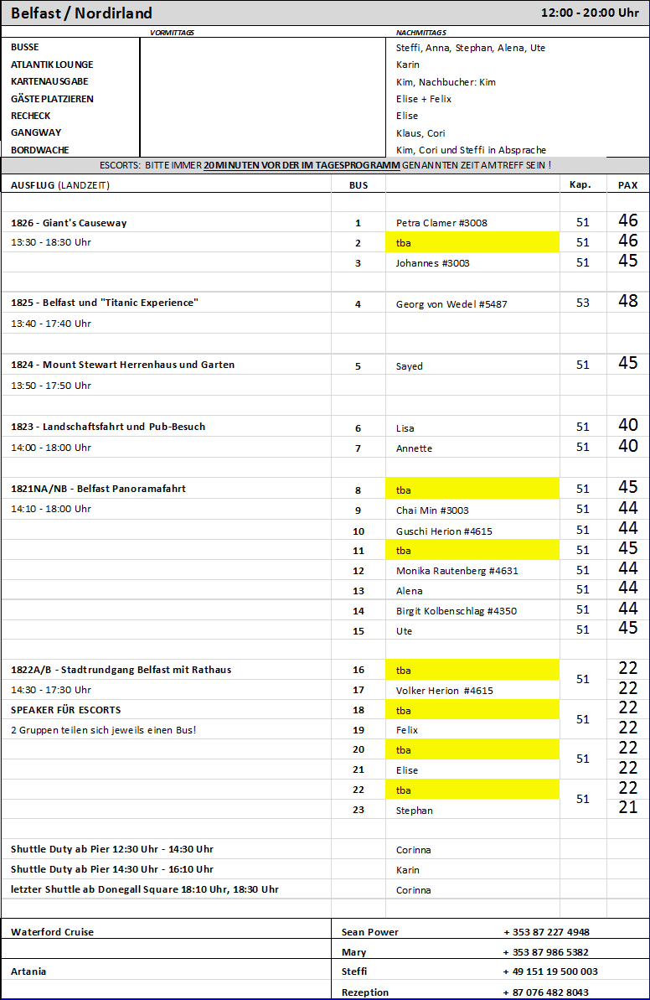 Belfast / Nordirland 12:00 - 20:00 Uhr
VORMITTAGS NACHMITTAGS
BUSSE Steffi, Anna, Stephan, Alena, Ute
ATLANTIK LOUNGE Karin
KARTENAUSGABE Kim, Nachbucher: Kim
GÄSTE PLATZIEREN Elise + Felix
RECHECK Elise
GANGWAY Klaus, Cori
BORDWACHE Kim, Cori und Steffi in Absprache
ESCORTS: BITTE IMMER 20 MINUTEN VOR DER IM TAGESPROGRAMM GENANNTEN ZEIT AM TREFF SEIN !
AUSFLUG (LANDZEIT) BUS Kap. PAX
1826 - Giant's Causeway 1 Petra Clamer #3008 51 46
13:30 - 18:30 Uhr 2 tba 51 46
3 Johannes #3003 51 45
1825 - Belfast und "Titanic Experience" 4 Georg von Wedel #5487 53 48
13:40 - 17:40 Uhr
1824 - Mount Stewart Herrenhaus und Garten 5 Sayed 51 45
13:50 - 17:50 Uhr
1823 - Landschaftsfahrt und Pub-Besuch 6 Lisa 51 40
14:00 - 18:00 Uhr 7 Annette 51 40
1821NA/NB - Belfast Panoramafahrt 8 tba 51 45
14:10 - 18:00 Uhr 9 Chai Min #3003 51 44
10 Guschi Herion #4615 51 44
11 tba 51 45
12 Monika Rautenberg #4631 51 44
13 Alena 51 44
14 Birgit Kolbenschlag #4350 51 44
15 Ute 51 45
1822A/B - Stadtrundgang Belfast mit Rathaus 16 tba 51 22
14:30 - 17:30 Uhr 17 Volker Herion #4615 22
SPEAKER FÜR ESCORTS 18 tba 51 22
2 Gruppen teilen sich jeweils einen Bus! 19 Felix 22
20 tba 51 22
21 Elise 22
22 tba 51 22
23 Stephan 21
Shuttle Duty ab Pier 12:30 Uhr - 14:30 Uhr Corinna
Shuttle Duty ab Pier 14:30 Uhr - 16:10 Uhr Karin
letzter Shuttle ab Donegall Square 18:10 Uhr, 18:30 Uhr Corinna
Waterford Cruise Sean Power + 353 87 227 4948
Mary + 353 87 986 5382
Artania Steffi + 49 151 19 500 003
Rezeption + 87 076 482 8043